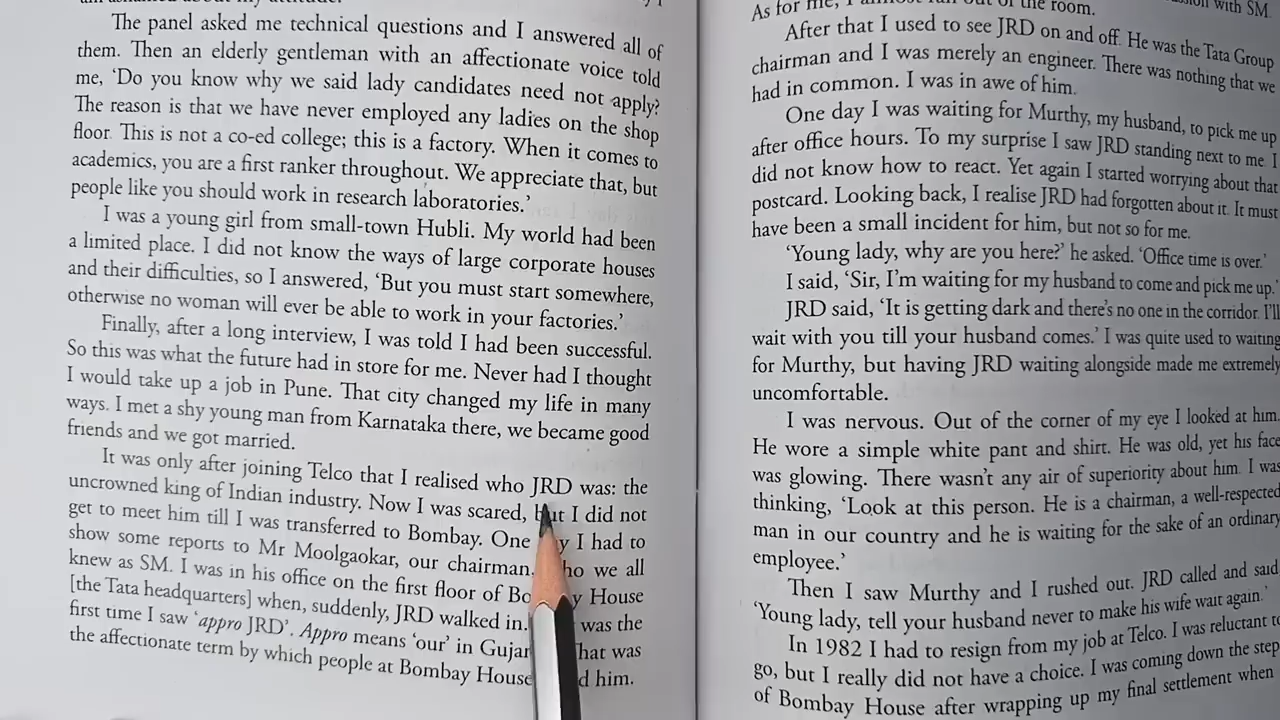 The panel asked me technical questions and I answered all of
them. Then an elderly gentleman with an affectionate voice told
me, ‘Do you know why we said lady candidates need not apply?
The reason is that we have never employed any ladies on the shop
floor. This is not a co-ed college; this is a factory. When it comes to
academics, you are a first ranker throughout. We appreciate that, but
people like you should work in research laboratories.’
I was a young girl from small-town Hubli. My world had been
a limited place. I did not know the ways of large corporate houses
and their difficulties, so I answered, ‘But you must start somewhere,
otherwise no woman will ever be able to work in your factories.’
Finally, after a long interview, I was told I had been successful.
So this was what the future had in store for me. Never had I thought
I would take up a job in Pune. That city changed my life in many
ways. I met a shy young man from Karnataka there, we became good
friends and we got married.
It was only after joining Telco that I realised who JRD was: the
uncrowned king of Indian industry. Now I was scared, but I did not
get to meet him till I was transferred to Bombay. One I had to
show some reports to Mr Moolgaokar, our chairman, who we all
knew as SM. I was in his office on the first floor of House
[the Tata headquarters] when, suddenly, JRD walked in. was the
first time I saw ‘appro JRD’. Appro means ‘our’ in That was
the affectionate term by which people at Bombay House him.
As for me, I almost ran out of the room.
After that I used to see JRD on and off. He was the Tata Group
chairman and I was merely an engineer. There was nothing that we
had in common. I was in awe of him.
One day I was waiting for Murthy, my husband, to pick me up
after office hours. To my surprise I saw JRD standing next to me. I
did not know how to react. Yet again I started worrying about that
postcard. Looking back, I realise JRD had forgotten about it. It must
have been a small incident for him, but not so for me.
‘Young lady, why are you here?’ he asked. ‘Office time is over.’
I said, ‘Sir, I’m waiting for my husband to come and pick me up.’
JRD said, ‘It is getting dark and there’s no one in the corridor. I’ll
wait with you till your husband comes.’ I was quite used to waiting
for Murthy, but having JRD waiting alongside made me extremely
uncomfortable.
I was nervous. Out of the corner of my eye I looked at him.
He wore a simple white pant and shirt. He was old, yet his face
was glowing. There wasn’t any air of superiority about him. I was
thinking, ‘Look at this person. He is a chairman, a well-respected
man in our country and he is waiting for the sake of an ordinary
employee.’
Then I saw Murthy and I rushed out. JRD called and said
‘Young lady, tell your husband never to make his wife wait again.’
In 1982 I had to resign from my job at Telco. I was reluctant to
go, but I really did not have a choice. I was coming down the step
of Bombay House after wrapping up my final settlement when